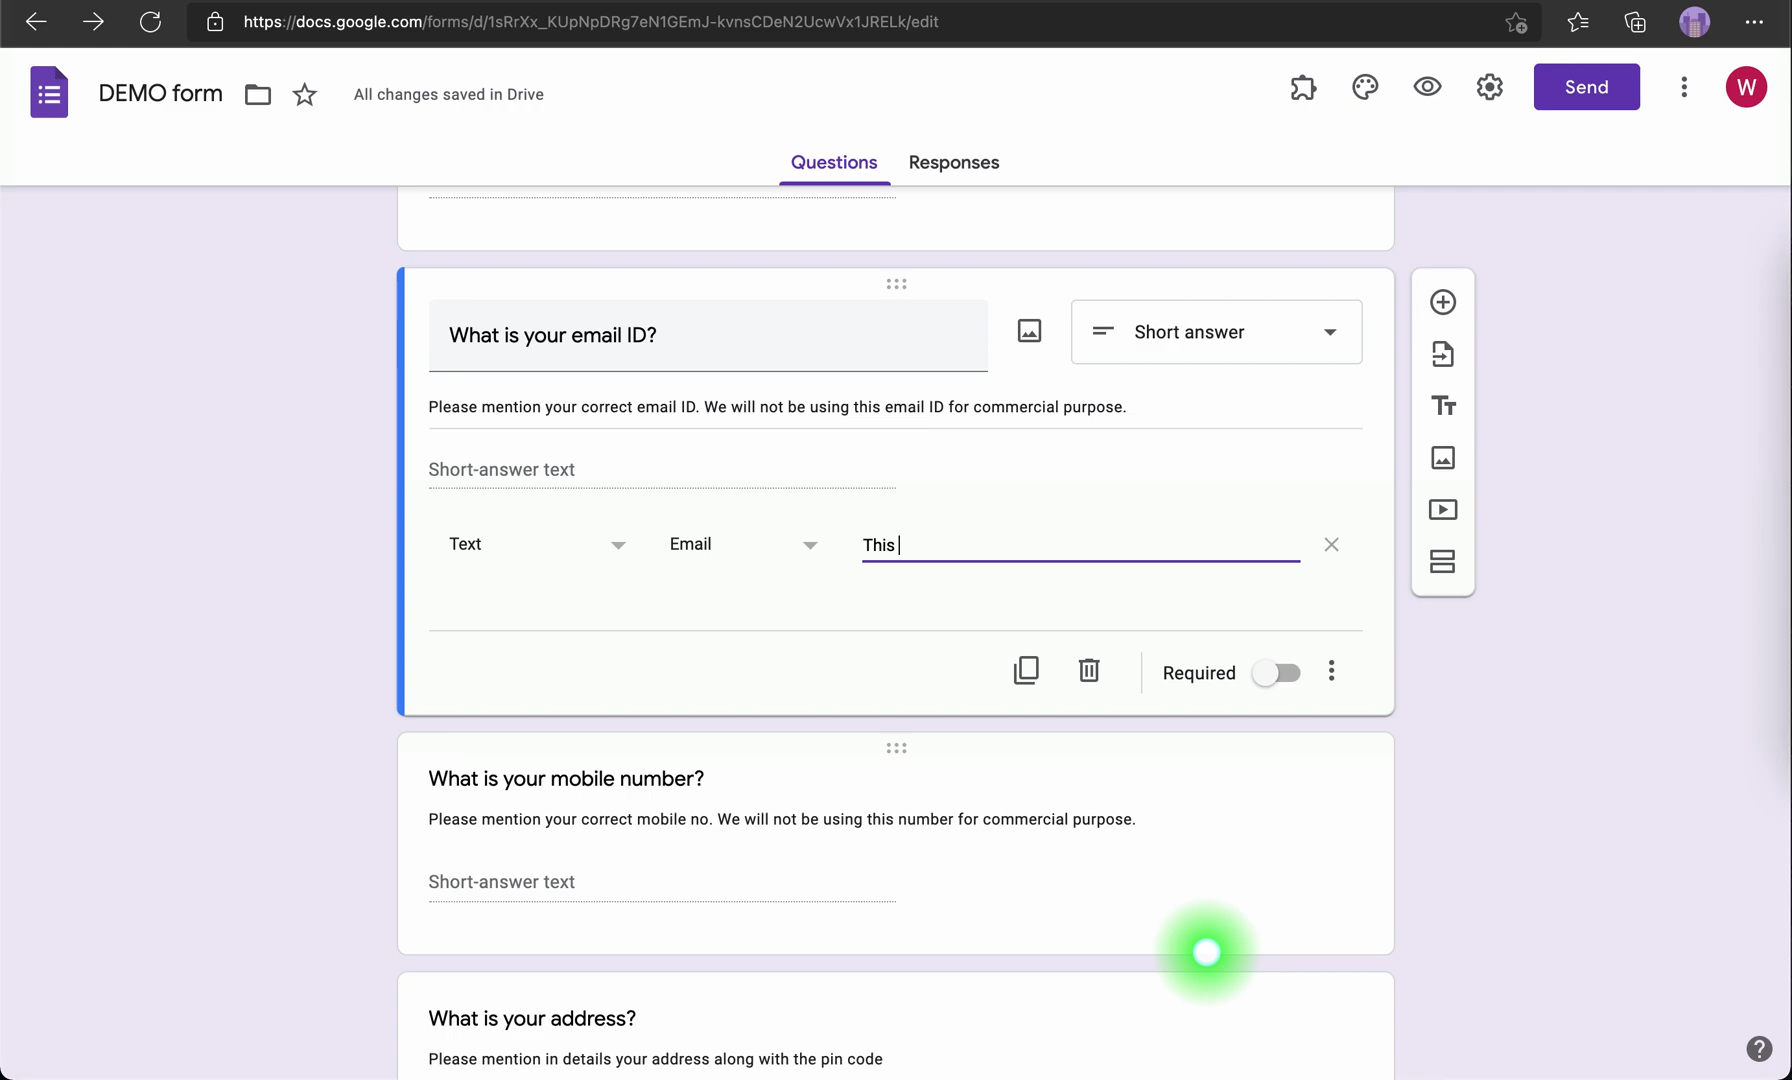 https://docs.google.com/forms/d/1sRrXx_KUpNpDRg7eN1GEmJ-kvnsCDeN2UcwVx1JRELk/edit
DEMO form
All changes saved in Drive
Send
W
Questions
Responses
What is your email ID?
Short answer
Please mention your correct email ID. We will not be using this email ID for commercial purpose.
Short-answer text
Text
Email
This
Required
What is your mobile number?
Please mention your correct mobile no. We will not be using this number for commercial purpose.
Short-answer text
What is your address?
Please mention in details your address along with the pin code